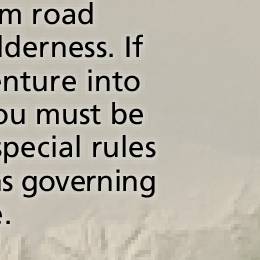 m road
lderness. If
enture into
ou must be
special rules
s governing
e.